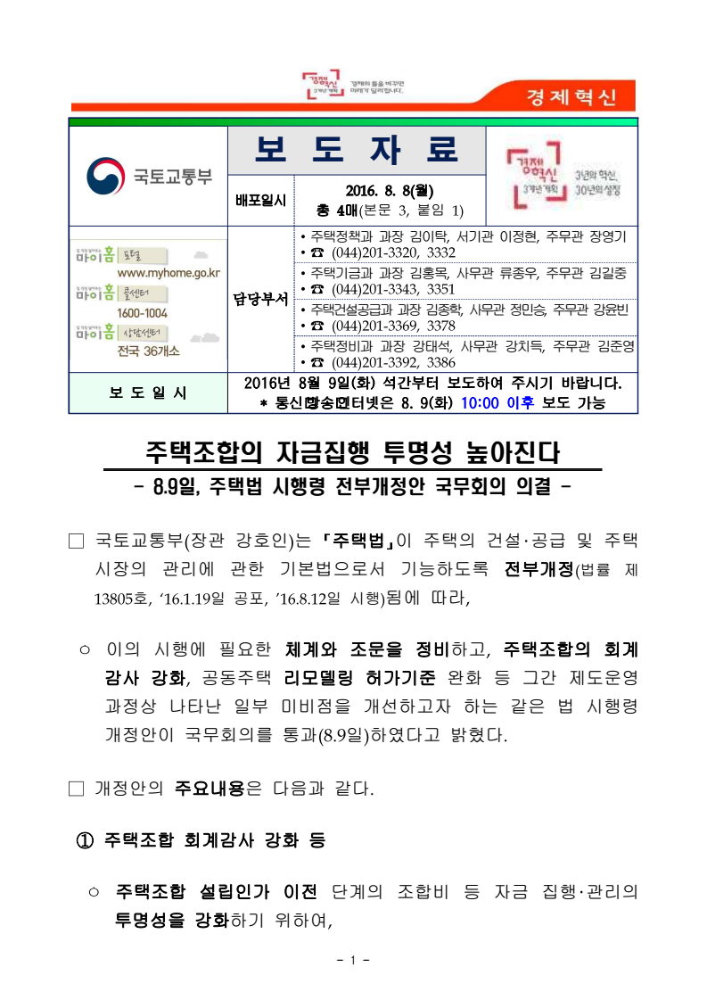 경제혁신 3개년 계획 경제의 틀을 바꾸면
미래가 달라집니다.
경제혁신
국토교통부
보 도 자 료
배포일시
2016. 8. 8(월)
총 4매(본문 3, 붙임 1)
경제혁신 3개년 계획
3년의 혁신,
30년의 성장
마이홈 포털
www.myhome.go.kr
마이홈 콜센터
1600-1004
마이홈 상담센터
전국 36개소
담당부서
• 주택정책과 과장 김이탁, 서기관 이정현, 주무관 장영기
• ☎ (044)201-3320, 3332
• 주택기금과 과장 김홍목, 사무관 류종우, 주무관 김길중
• ☎ (044)201-3343, 3351
• 주택건설공급과 과장 김종학, 사무관 정민승, 주무관 강윤빈
• ☎ (044)201-3369, 3378
• 주택정비과 과장 강태석, 사무관 강치득, 주무관 김준영
• ☎ (044)201-3392, 3386
보 도 일 시
2016년 8월 9일(화) 석간부터 보도하여 주시기 바랍니다.
* 통신․방송․인터넷은 8. 9(화) 10:00 이후 보도 가능
주택조합의 자금집행 투명성 높아진다
- 8.9일, 주택법 시행령 전부개정안 국무회의 의결 -
□ 국토교통부(장관 강호인)는 「주택법」이 주택의 건설·공급 및 주택
시장의 관리에 관한 기본법으로서 기능하도록 전부개정(법률 제
13805호, ‘16.1.19일 공포, ’16.8.12일 시행)됨에 따라,
ㅇ 이의 시행에 필요한 체계와 조문을 정비하고, 주택조합의 회계
감사 강화, 공동주택 리모델링 허가기준 완화 등 그간 제도운영
과정상 나타난 일부 미비점을 개선하고자 하는 같은 법 시행령
개정안이 국무회의를 통과(8.9일)하였다고 밝혔다.
□ 개정안의 주요내용은 다음과 같다.
① 주택조합 회계감사 강화 등
ㅇ 주택조합 설립인가 이전 단계의 조합비 등 자금 집행·관리의
투명성을 강화하기 위하여,
- 1 -